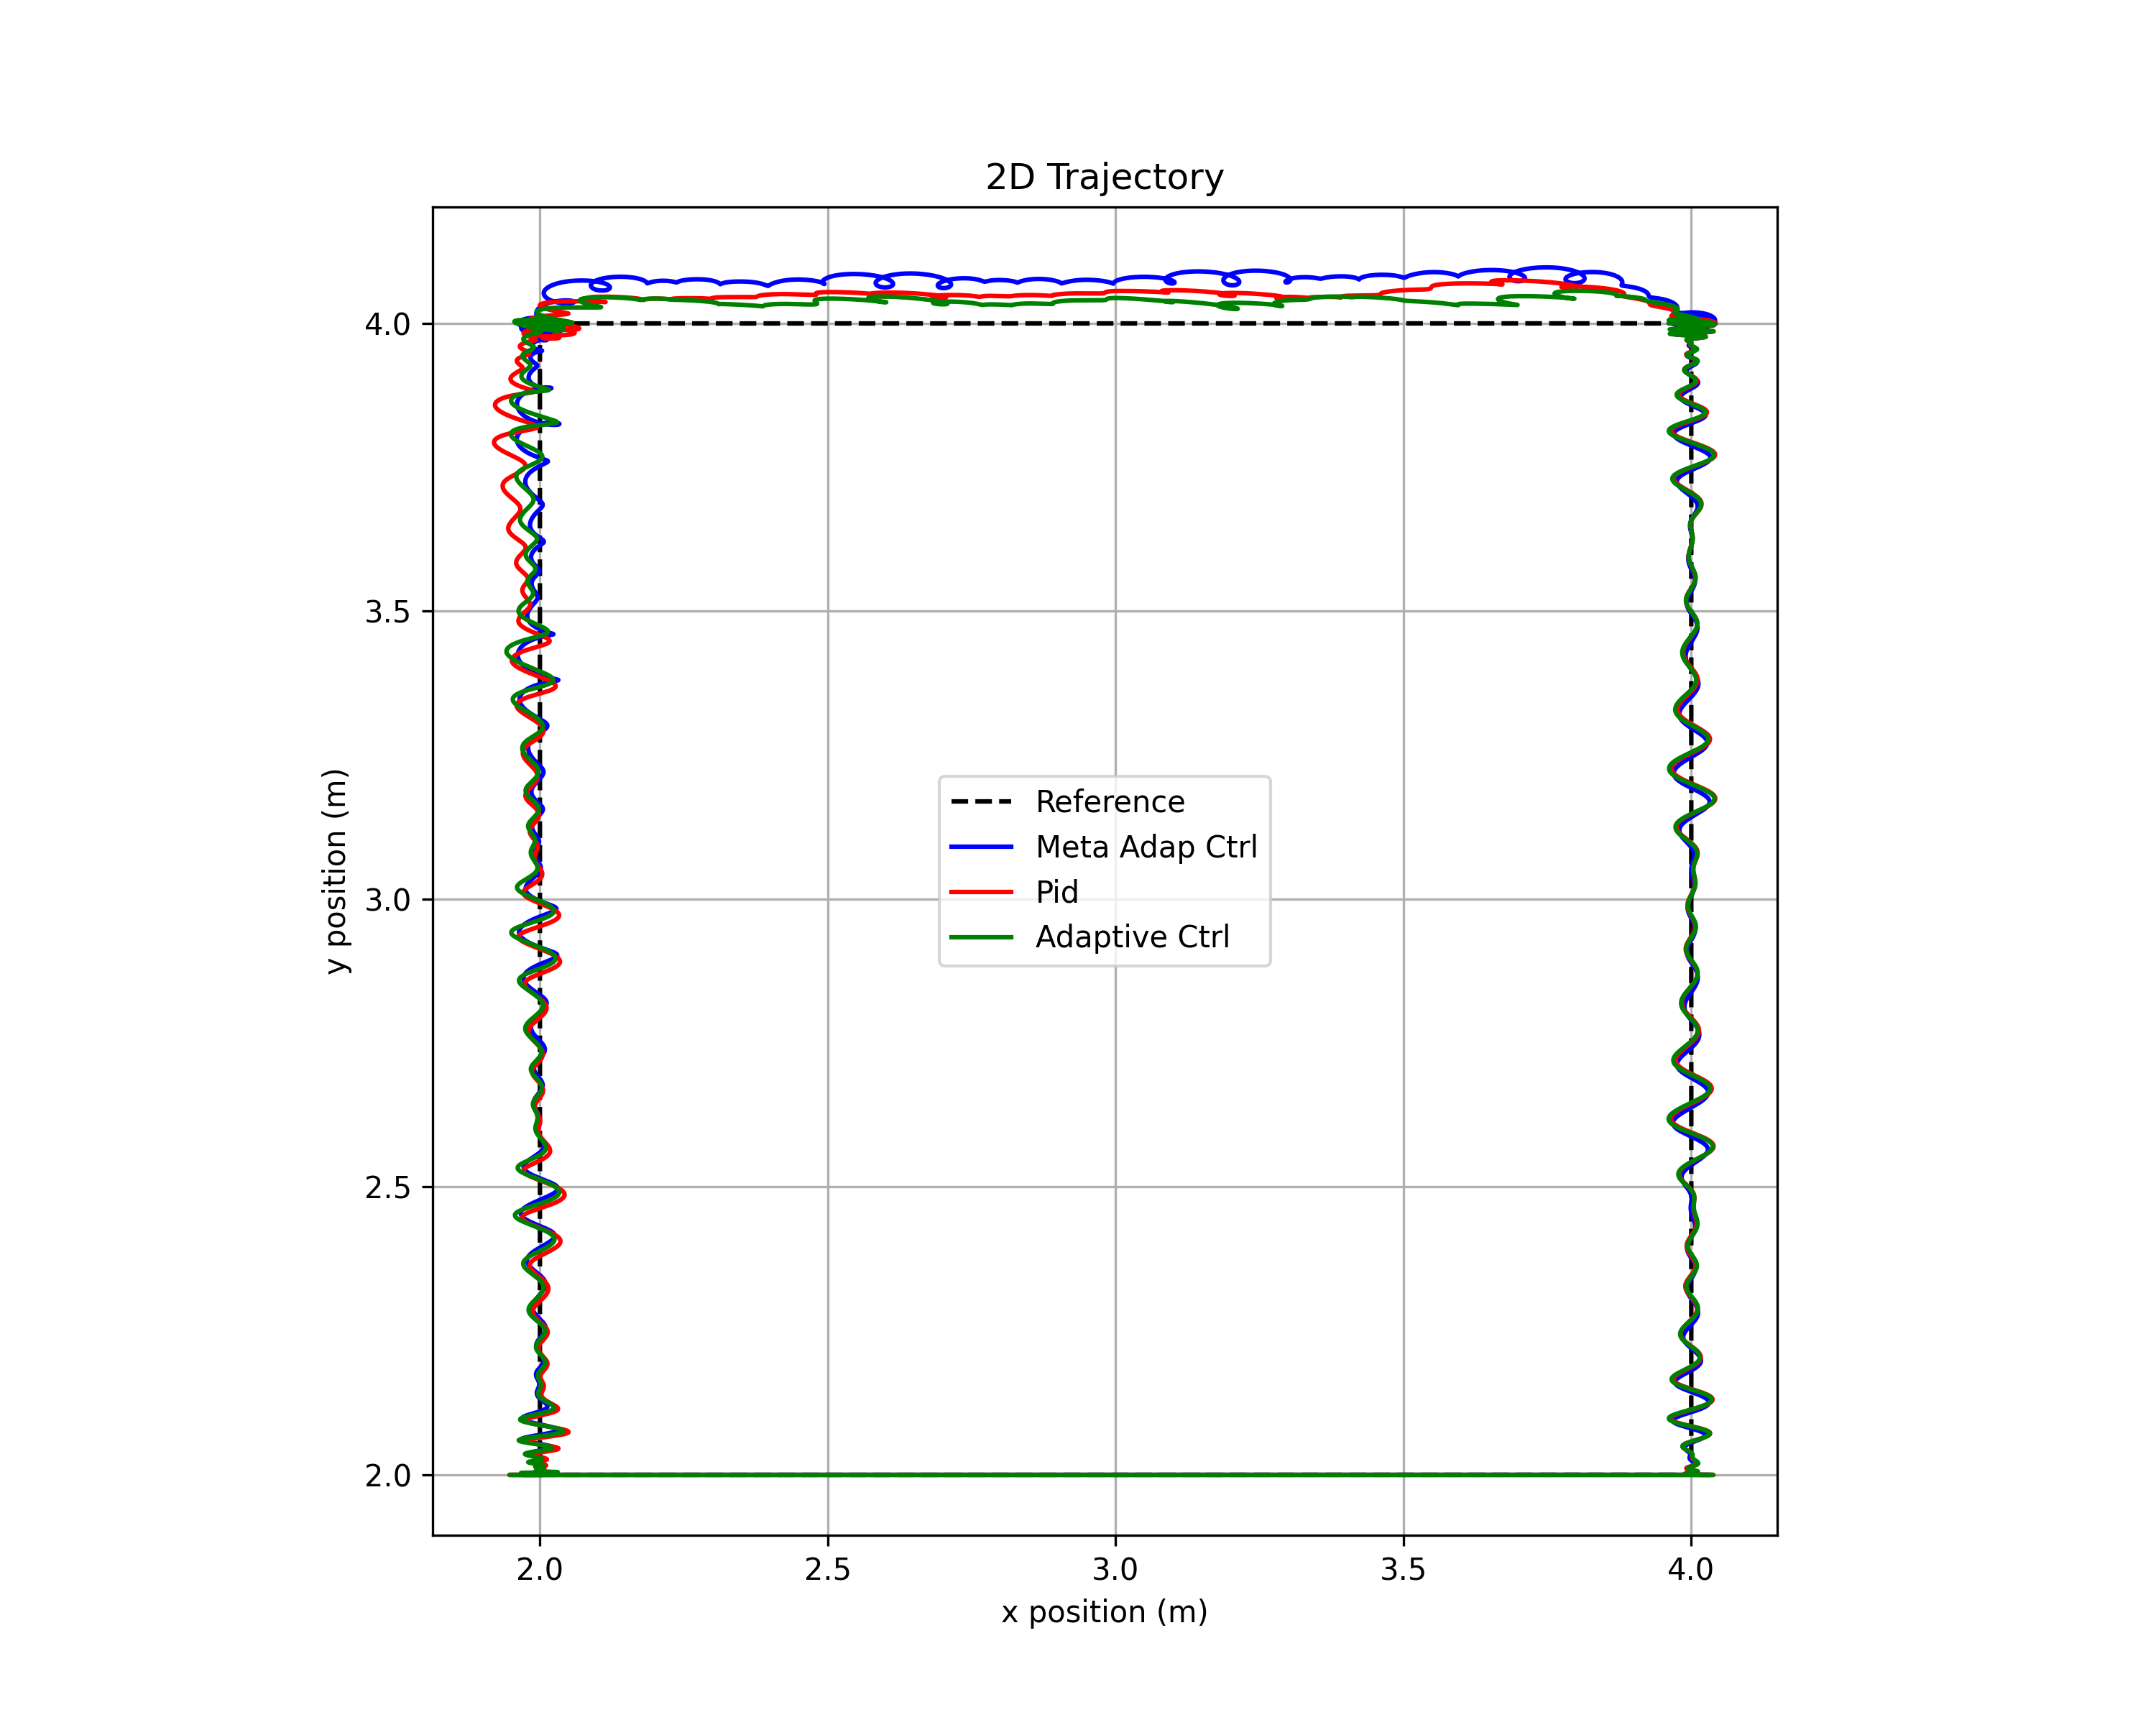 2D Trajectory
4.0
3.5
3.0
2.5
2.0
y position (m)
Reference
Meta Adap Ctrl
Pid
Adaptive Ctrl
2.0 2.5 3.0 3.5 4.0
x position (m)